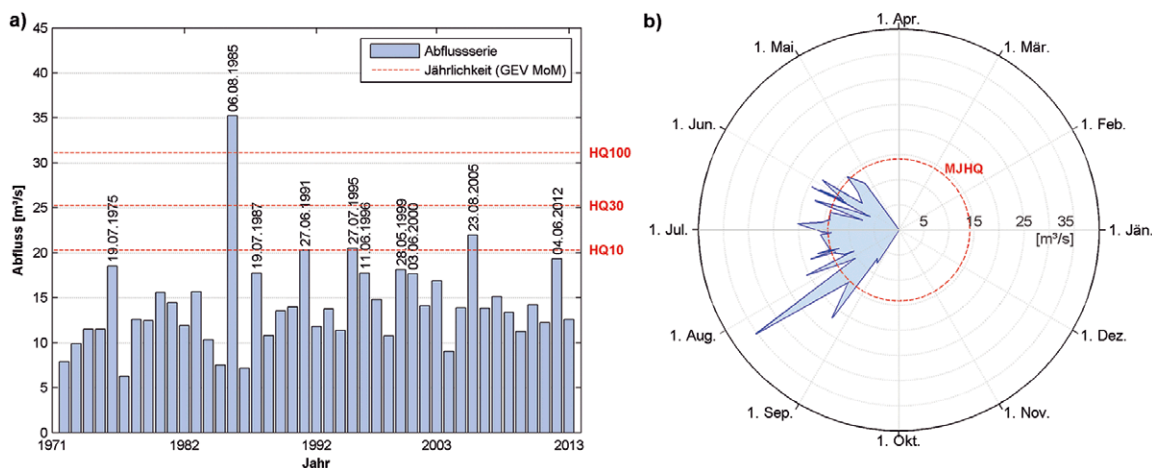 a)
45
40
35
30
25
20
15
10
5
0
Abfluss [m³/s]
Abflussserie
Jährlichkeit (GEV MoM)
19.07.1975
06.08.1985
19.07.1987
27.06.1991
27.07.1995
11.06.1996
28.05.1999
03.06.2000
23.08.2005
04.06.2012
HQ100
HQ30
HQ10
1971
1982
1992
2003
2013
Jahr
b)
1. Apr.
1. Mai
1. Mär.
1. Jun.
1. Feb.
MJHQ
1. Jul.
5 15 25 35
1. Jän.
[m³/s]
1. Aug.
1. Dez.
1. Sep.
1. Nov.
1. Okt.